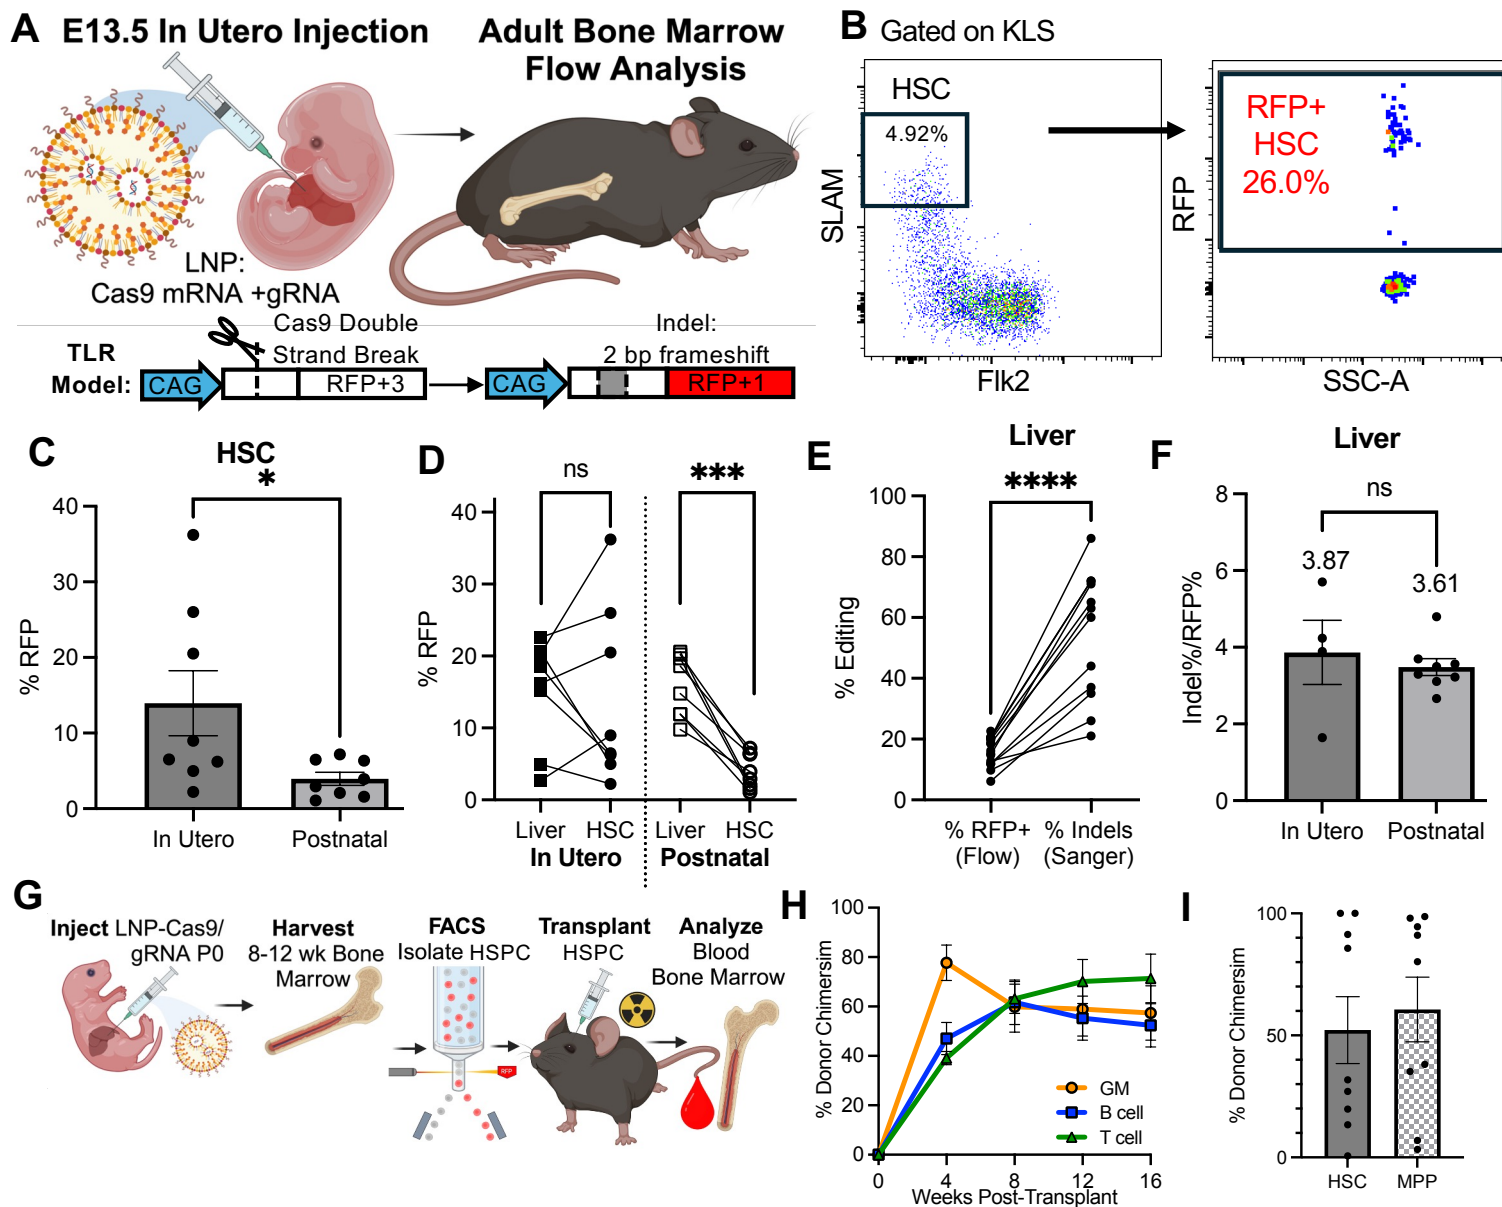 A E13.5 In Utero Injection
Adult Bone Marrow
Flow Analysis
LNP:
Cas9 mRNA +gRNA
TLR
Model:
Cas9 Double
Strand Break
Indel:
2 bp frameshift
CAG
RFP+3
CAG
RFP+1
B Gated on KLS
HSC
4.92%
SLAM
Flk2
RFP+
HSC
26.0%
RFP
SSC-A
C
HSC
*
% RFP
40
30
20
10
0
In Utero
Postnatal
D
ns
***
% RFP
40
30
20
10
0
Liver HSC
In Utero
Liver HSC
Postnatal
E
Liver
****
% Editing
100
80
60
40
20
0
% RFP+
(Flow)
% Indels
(Sanger)
F
Liver
ns
Indel%/RFP%
8
6
4
2
0
3.87
3.61
In Utero
Postnatal
G
Inject LNP-Cas9/
gRNA P0
Harvest
8-12 wk Bone
Marrow
FACS
Isolate HSPC
RFP
Transplant
HSPC
Analyze
Blood
Bone Marrow
H
% Donor Chimersim
100
80
60
40
20
0
GM
B cell
T cell
0 4 8 12 16
Weeks Post-Transplant
I
% Donor Chimersim
100
50
0
HSC
MPP